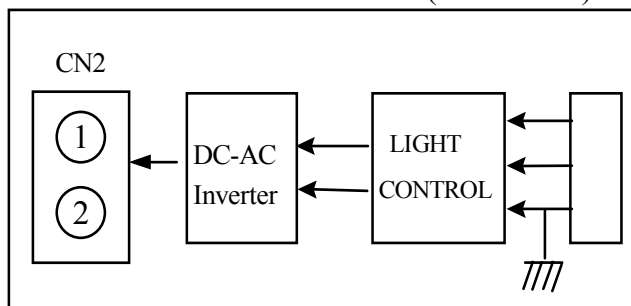 CN2
1
2
DC-AC
Inverter
LIGHT
CONTROL